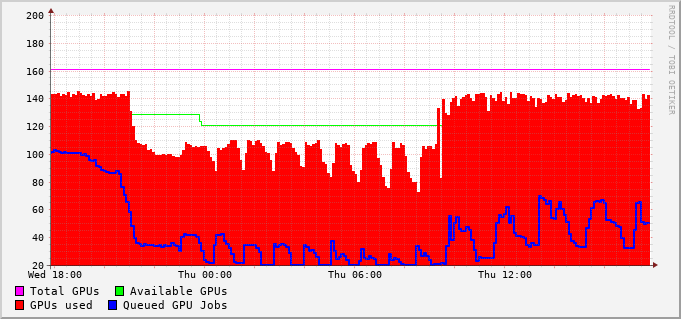 200
180
160
140
120
100
80
60
40
20
Wed 18:00 Thu 00:00 Thu 06:00 Thu 12:00
Total GPUs Available GPUs
GPUs used Queued GPU Jobs
RRDTOOL / TOBI OETIKER